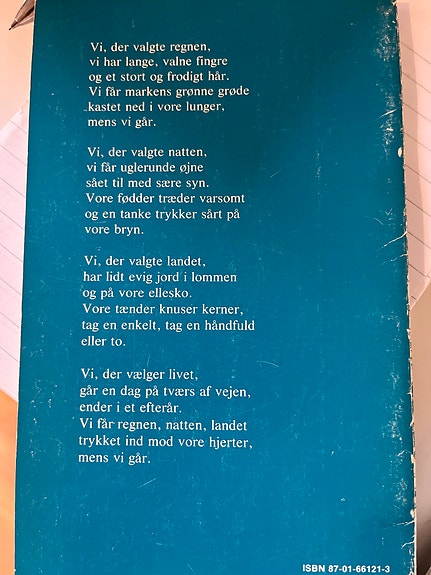 Vi, der valgte regnen,
vi har lange, valne fingre
og et stort og frodigt hår.
Vi får markens grønne grøde
kastet ned i vore lunger,
mens vi går.
Vi, der valgte natten,
vi får uglerunde øjne
sået til med sære syn.
Vore fødder træder varsomt
og en tanke trykker sårt på
vore bryn.
Vi, der valgte landet,
har lidt evig jord i lommen
og på vore ellesko.
Vore tænder knuser kerner,
tag en enkelt, tag en håndfuld
eller to.
Vi, der vælger livet,
går en dag på tværs af vejen,
ender i et efterår.
Vi får regnen, natten, landet
trykket ind mod vore hjerter,
mens vi går.
ISBN 87-01-66121-3